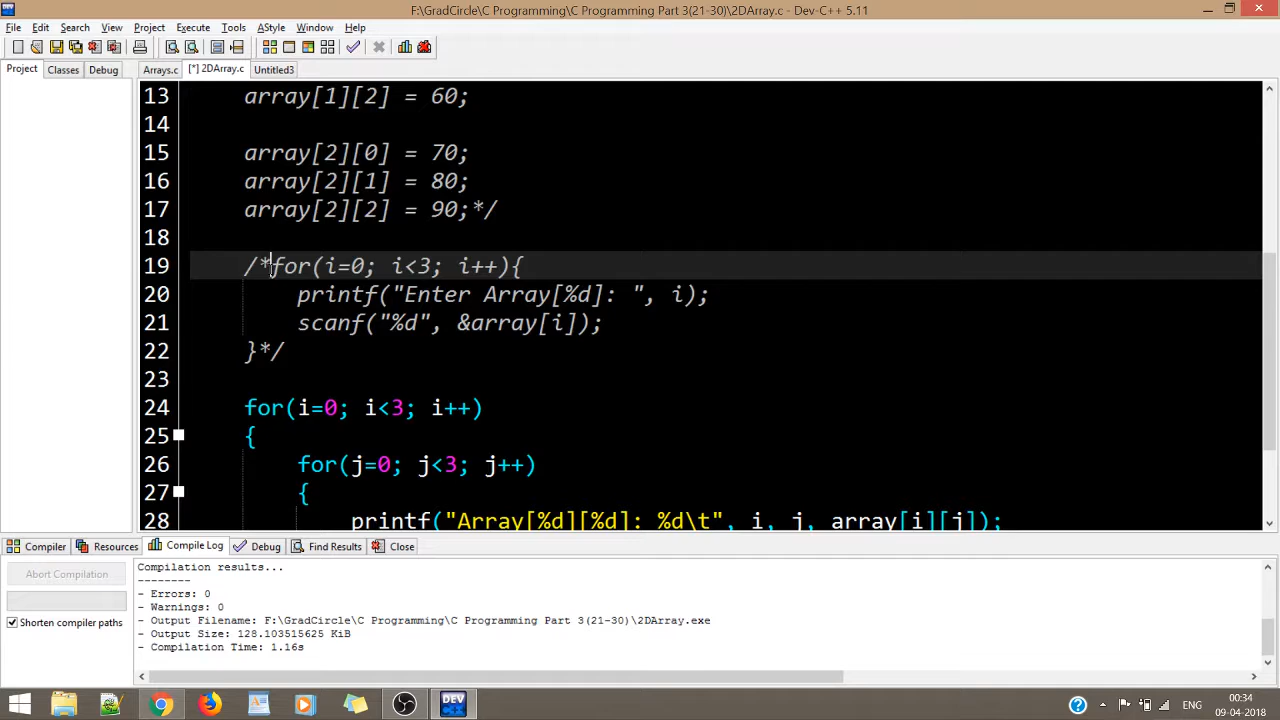 F:\GradCircle\C Programming\C Programming Part 3(21-30)\2DArray.c - Dev-C++ 5.11
File Edit Search View Project Execute Tools AStyle Window Help
Project Classes Debug Arrays.c [*] 2DArray.c Untitled3
13 array[1][2] = 60;
14
15 array[2][0] = 70;
16 array[2][1] = 80;
17 array[2][2] = 90;*/
18
19 /*for(i=0; i<3; i++){
20 printf("Enter Array[%d]: ", i);
21 scanf("%d", &array[i]);
22 }*/
23
24 for(i=0; i<3; i++)
25 {
26 for(j=0; j<3; j++)
27 {
28 printf("Array[%d][%d]: %d\t", i, j, array[i][j]);
Compiler Resources Compile Log Debug Find Results Close
Abort Compilation
Shorten compiler paths
Compilation results...
--------
- Errors: 0
- Warnings: 0
- Output Filename: F:\GradCircle\C Programming\C Programming Part 3(21-30)\2DArray.exe
- Output Size: 128.103515625 KiB
- Compilation Time: 1.16s
DEV
00:34
09-04-2018